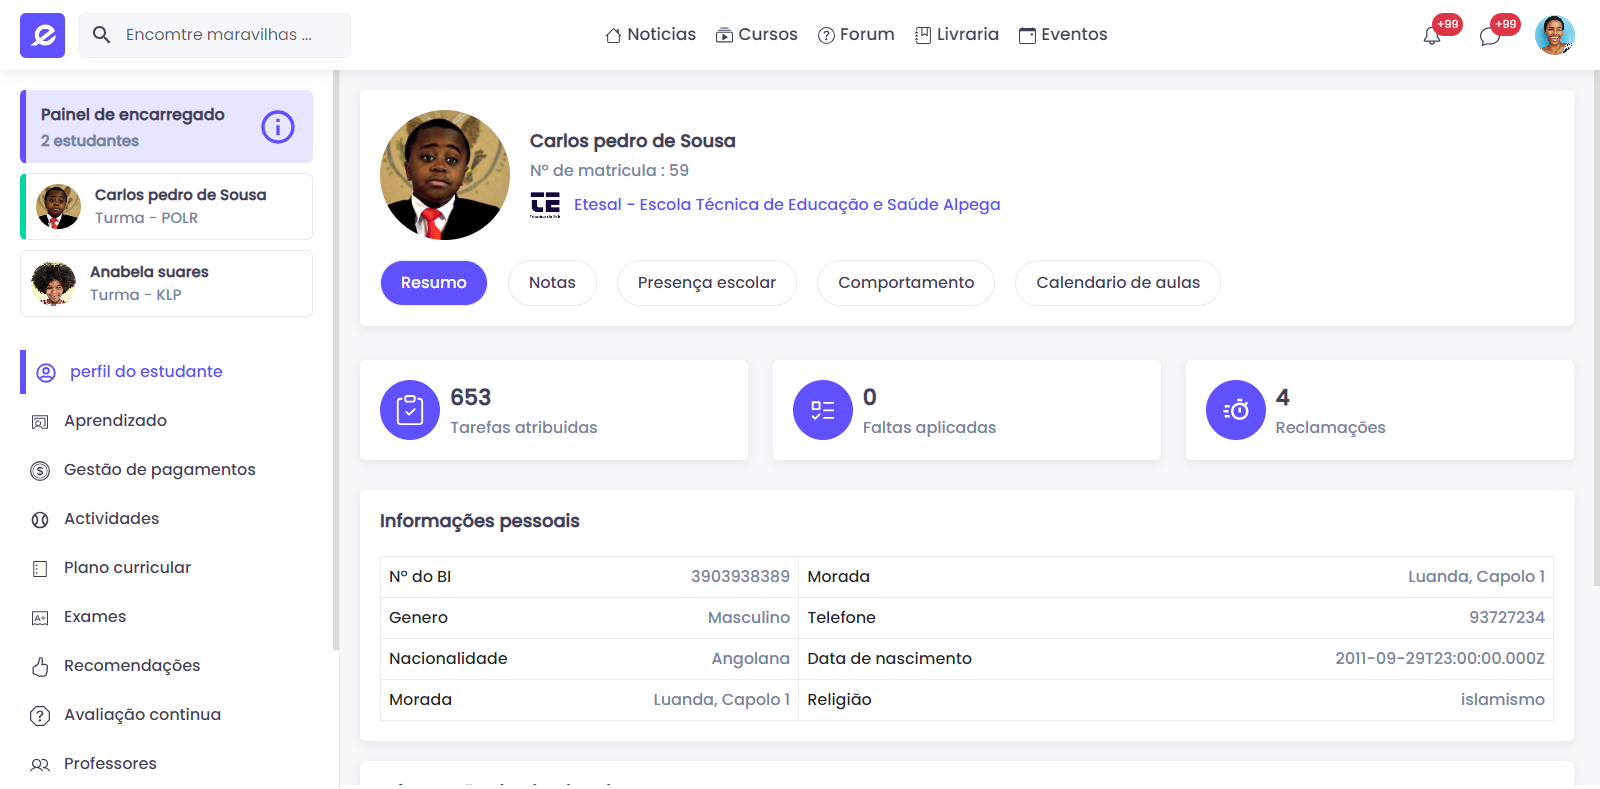 Encomtre maravilhas ...
Noticias
Cursos
Forum
Livraria
Eventos
+99
+99
Painel de encarregado
2 estudantes
Carlos pedro de Sousa
Turma - POLR
Anabela suares
Turma - KLP
perfil do estudante
Aprendizado
Gestão de pagamentos
Actividades
Plano curricular
Exames
Recomendações
Avaliação continua
Professores
Carlos pedro de Sousa
Nº de matricula : 59
Etesal - Escola Técnica de Educação e Saúde Alpega
Resumo
Notas
Presença escolar
Comportamento
Calendario de aulas
653
Tarefas atribuidas
0
Faltas aplicadas
4
Reclamações
Informações pessoais
Nº do BI 3903938389 Morada Luanda, Capolo 1
Genero Masculino Telefone 93727234
Nacionalidade Angolana Data de nascimento 2011-09-29T23:00:00.000Z
Morada Luanda, Capolo 1 Religião islamismo